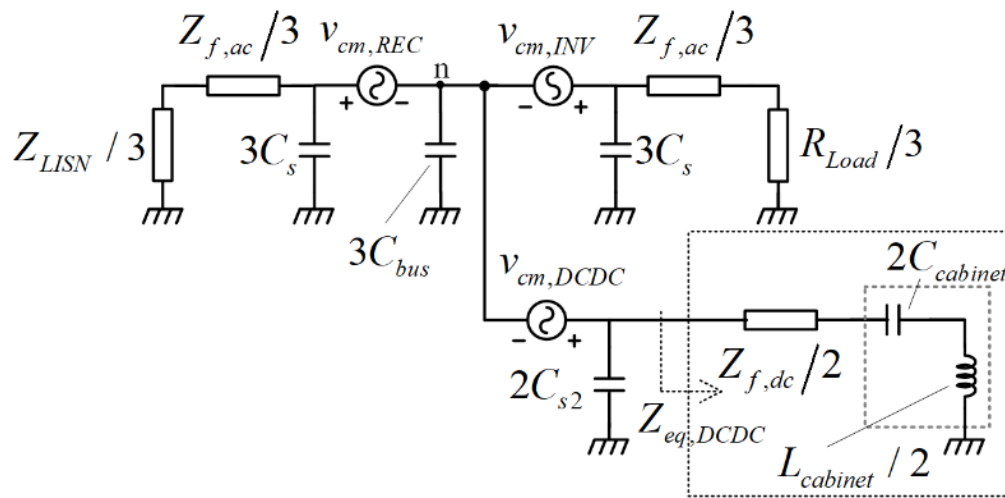 Z_{f,ac}/3
v_{cm,REC}
n
v_{cm,INV}
Z_{f,ac}/3
+
-
-
+
Z_{LISN} / 3
3C_s
3C_s
R_{Load}/3
3C_{bus}
v_{cm,DCDC}
2C_{cabinet}
-
+
2C_{s2}
Z_{f,dc}/2
Z_{eq,DCDC}
L_{cabinet} / 2